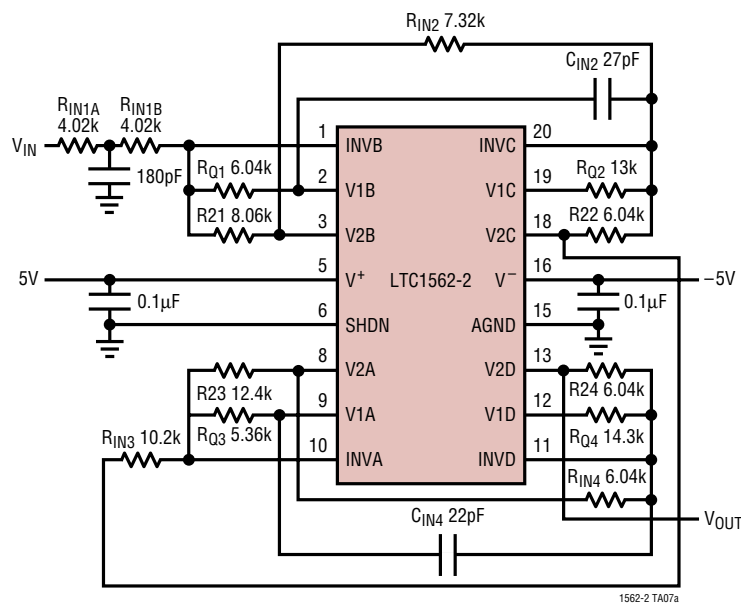 RIN2 7.32k
CIN2 27pF
RIN1A
4.02k
RIN1B
4.02k
VIN
180pF
RQ1 6.04k
R21 8.06k
1
2
3
5
6
8
9
10
INVB
V1B
V2B
V+
SHDN
V2A
V1A
INVA
LTC1562-2
INVC
V1C
V2C
V−
AGND
V2D
V1D
INVD
20
19
18
16
15
13
12
11
RQ2 13k
R22 6.04k
5V
0.1µF
−5V
0.1µF
R23 12.4k
RQ3 5.36k
RIN3 10.2k
R24 6.04k
RQ4 14.3k
RIN4 6.04k
CIN4 22pF
VOUT
1562-2 TA07a